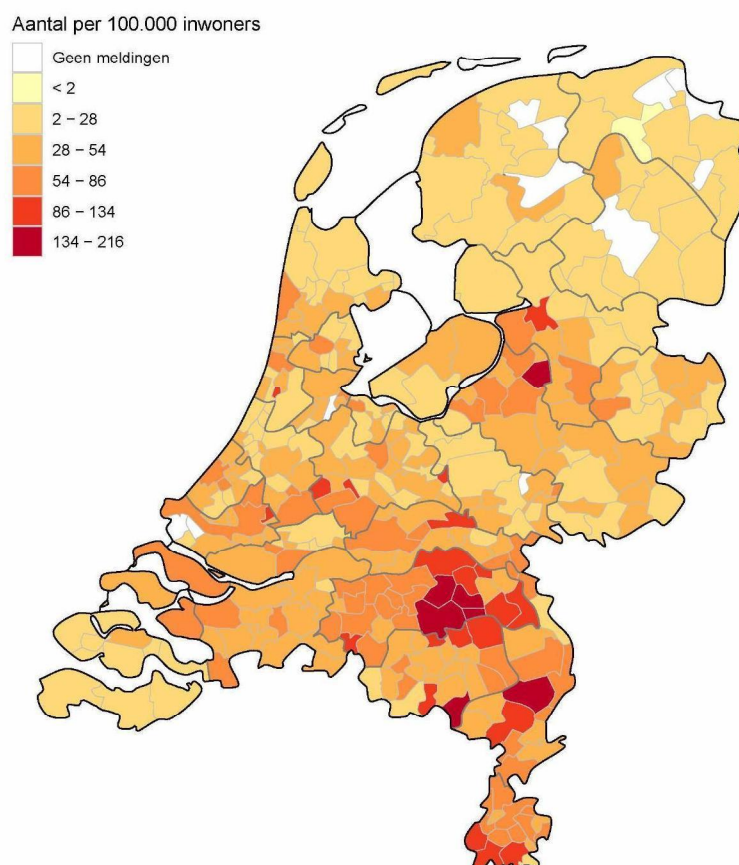 Aantal per 100.000 inwoners
Geen meldingen
< 2
2 – 28
28 – 54
54 – 86
86 – 134
134 – 216